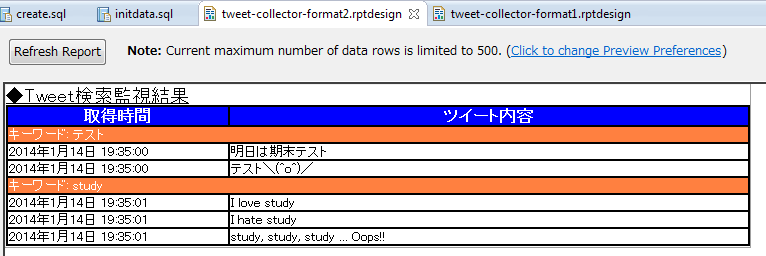 create.sql initdata.sql tweet-collector-format2.rptdesign tweet-collector-format1.rptdesign
Refresh Report Note: Current maximum number of data rows is limited to 500. (Click to change Preview Preferences)
◆Tweet検索監視結果
取得時間 ツイート内容
キーワード: テスト
2014年1月14日 19:35:00 明日は期末テスト
2014年1月14日 19:35:00 テスト＼(^o^)／
キーワード: study
2014年1月14日 19:35:01 I love study
2014年1月14日 19:35:01 I hate study
2014年1月14日 19:35:01 study, study, study ... Oops!!